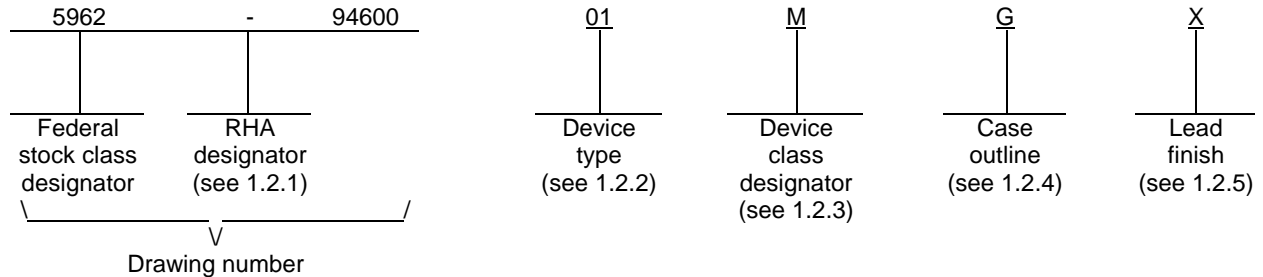 5962 - 94600 01 M G X
Federal stock class designator
RHA designator (see 1.2.1)
Device type (see 1.2.2)
Device class designator (see 1.2.3)
Case outline (see 1.2.4)
Lead finish (see 1.2.5)
Drawing number